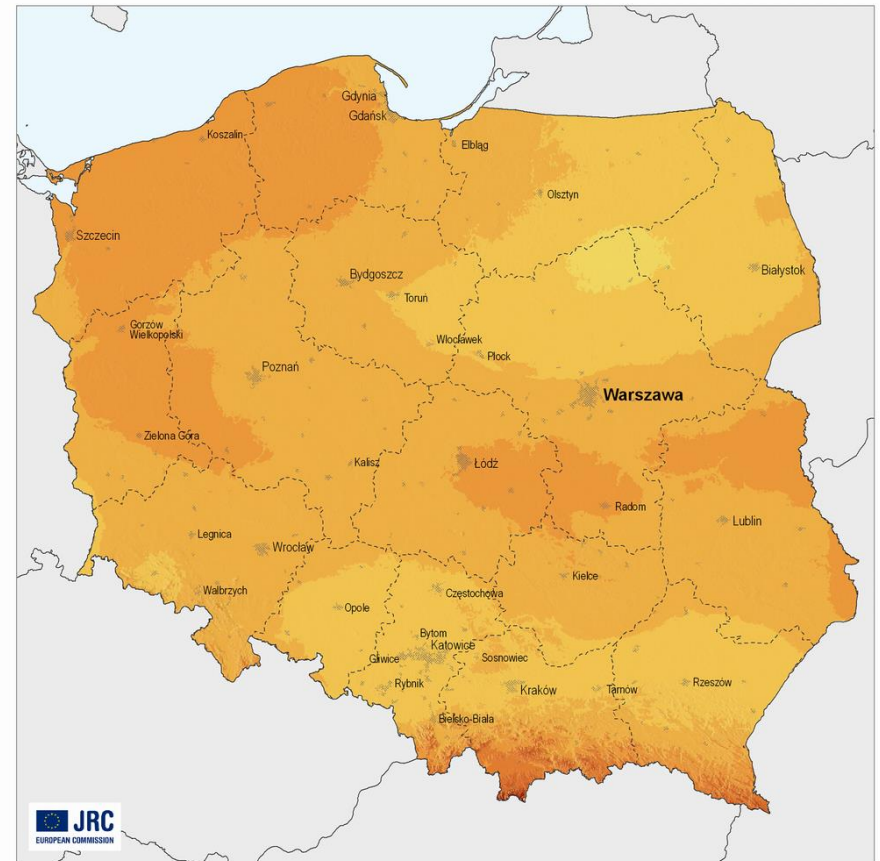 Gdynia
Gdańsk
Koszalin
Elbląg
Olsztyn
Szczecin
Białystok
Bydgoszcz
Toruń
Gorzów
Wielkopolski
Włocławek
Płock
Poznań
Warszawa
Zielona Góra
Kalisz
Łódź
Radom
Lublin
Legnica
Wrocław
Kielce
Wałbrzych
Częstochowa
Opole
Bytom
Katowice
Gliwice
Sosnowiec
Rybnik
Kraków
Tarnów
Rzeszów
Bielsko-Biała
JRC
EUROPEAN COMMISSION